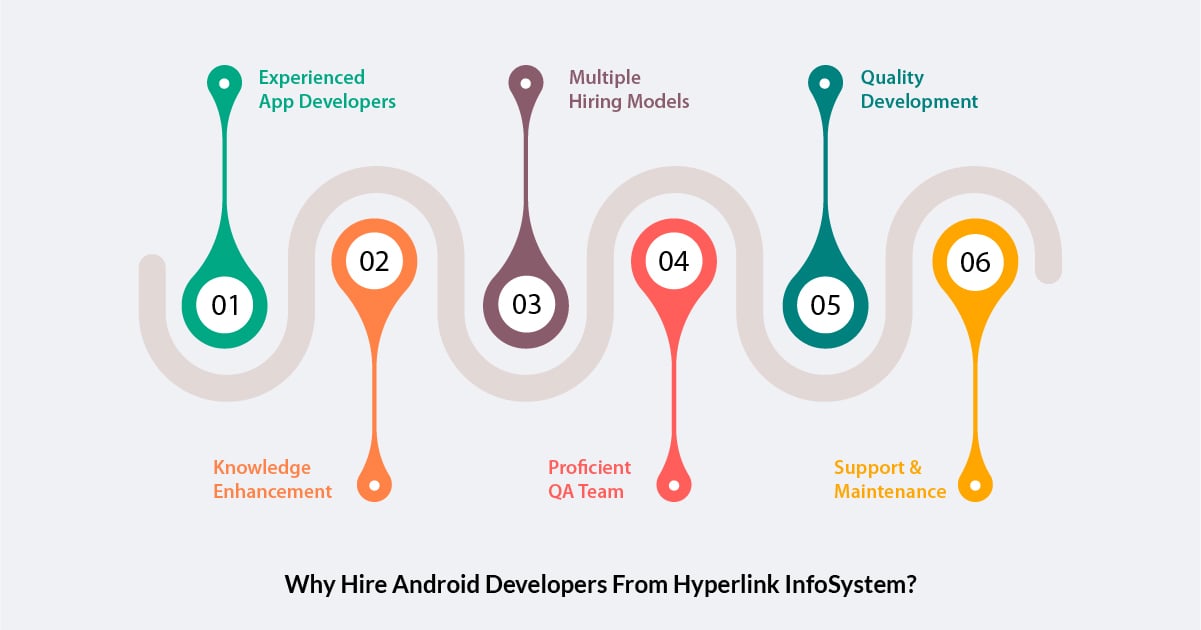 01
Experienced
App Developers
02
Knowledge
Enhancement
03
Multiple
Hiring Models
04
Proficient
QA Team
05
Quality
Development
06
Support &
Maintenance
Why Hire Android Developers From Hyperlink InfoSystem?